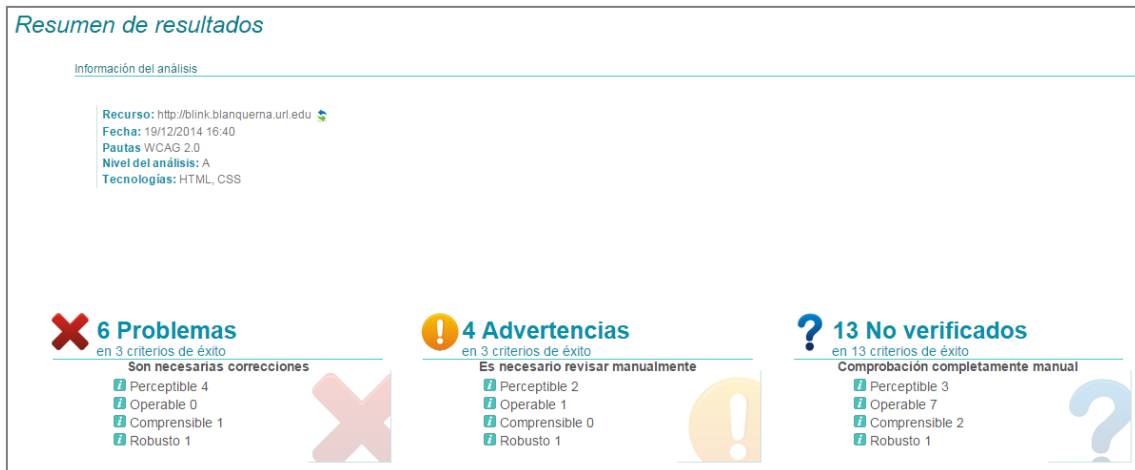 Resumen de resultados
Información del análisis
Recurso: http://blink.blanquerna.url.edu
Fecha: 19/12/2014 16:40
Pautas WCAG 2.0
Nivel del análisis: A
Tecnologías: HTML, CSS
6 Problemas
en 3 criterios de éxito
Son necesarias correcciones
Perceptible 4
Operable 0
Comprensible 1
Robusto 1
4 Advertencias
en 3 criterios de éxito
Es necesario revisar manualmente
Perceptible 2
Operable 1
Comprensible 0
Robusto 1
13 No verificados
en 13 criterios de éxito
Comprobación completamente manual
Perceptible 3
Operable 7
Comprensible 2
Robusto 1